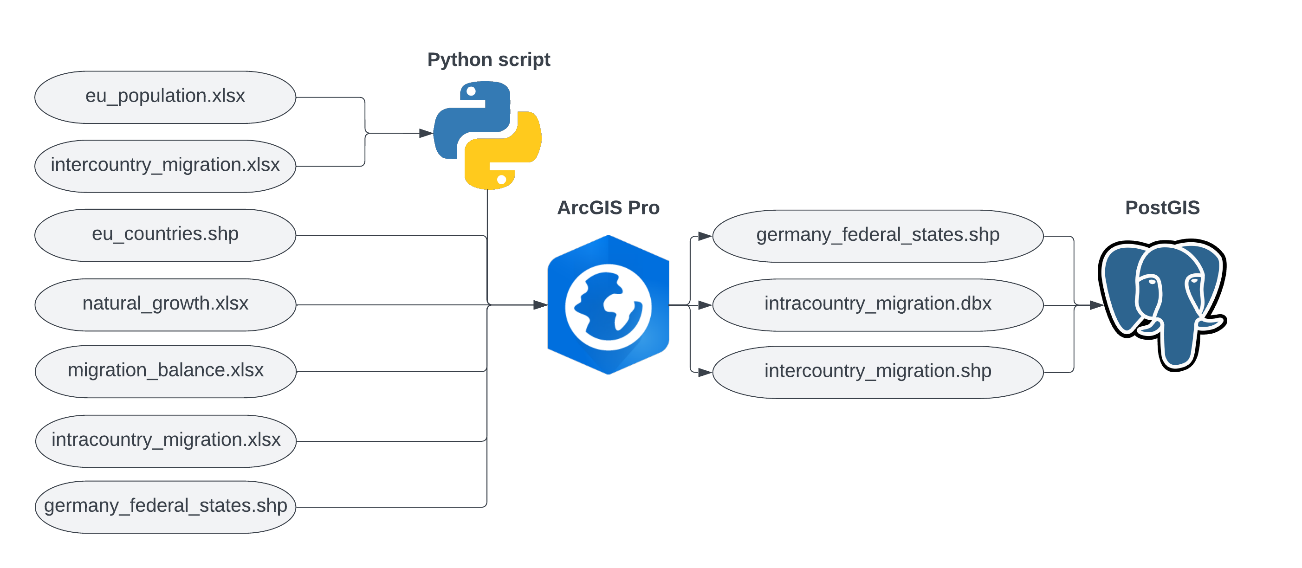 Python script
eu_population.xlsx
intercountry_migration.xlsx
eu_countries.shp
natural_growth.xlsx
migration_balance.xlsx
intracountry_migration.xlsx
germany_federal_states.shp
ArcGIS Pro
germany_federal_states.shp
intracountry_migration.dbx
intercountry_migration.shp
PostGIS